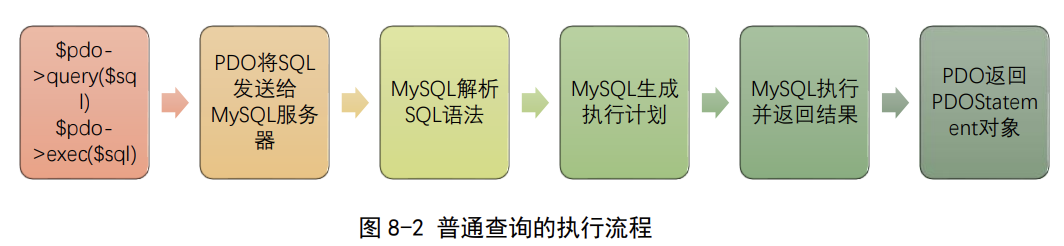 $pdo-
>query($sq
l)
$pdo-
>exec($sql)
PDO将SQL
发送给
MySQL服务
器
MySQL解析
SQL语法
MySQL生成
执行计划
MySQL执行
并返回结果
PDO返回
PDOStatem
ent对象
图 8-2 普通查询的执行流程